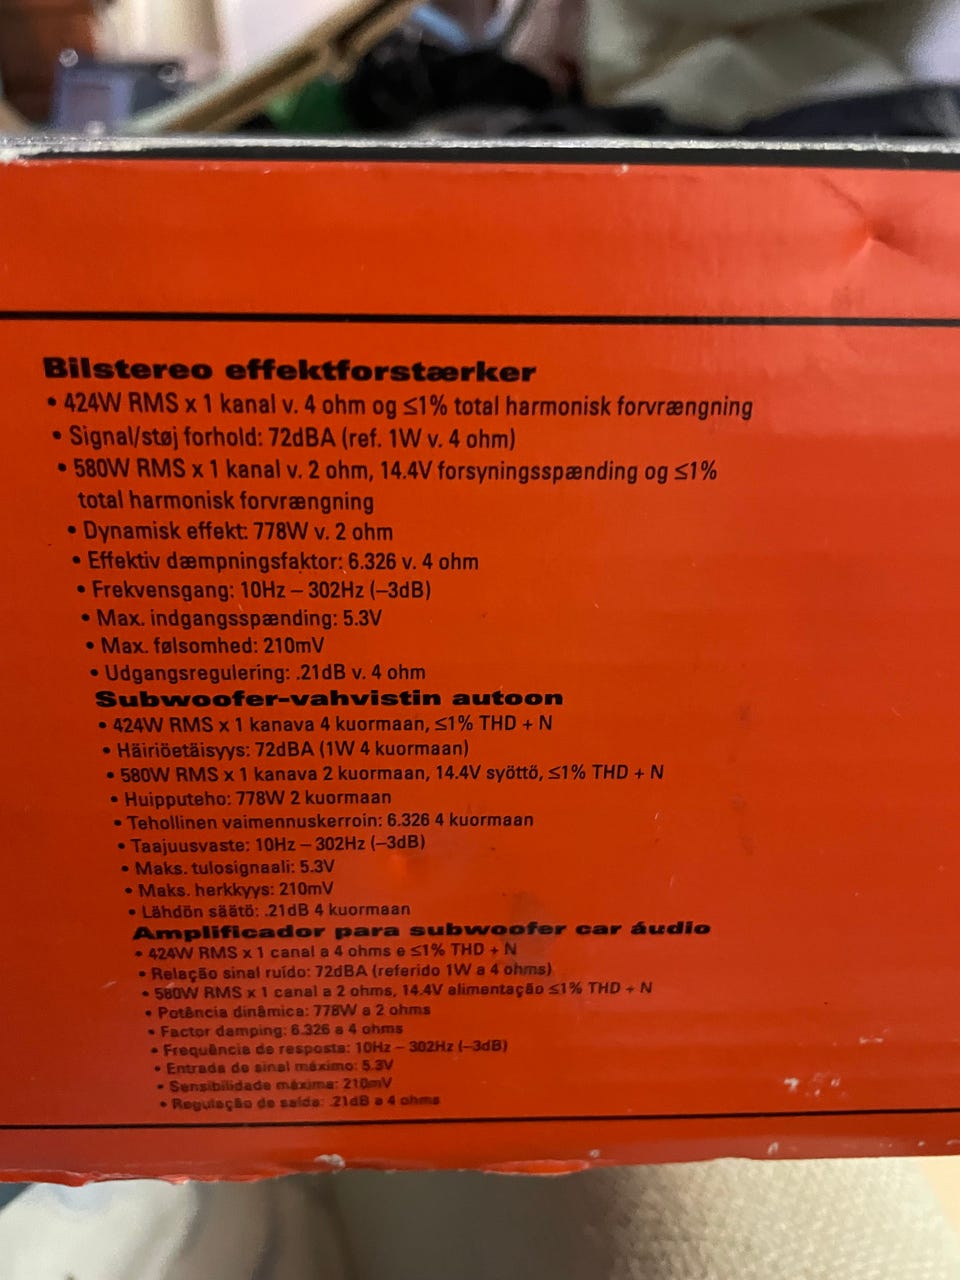 Bilstereo effektforstærker
• 424W RMS x 1 kanal v. 4 ohm og ≤1% total harmonisk forvrængning
• Signal/støj forhold: 72dBA (ref. 1W v. 4 ohm)
• 580W RMS x 1 kanal v. 2 ohm, 14.4V forsyningsspænding og ≤1%
total harmonisk forvrængning
• Dynamisk effekt: 778W v. 2 ohm
• Effektiv dæmpningsfaktor: 6.326 v. 4 ohm
• Frekvensgang: 10Hz – 302Hz (–3dB)
• Max. indgangsspænding: 5.3V
• Max. følsomhed: 210mV
• Udgangsregulering: .21dB v. 4 ohm
Subwoofer-vahvistin autoon
• 424W RMS x 1 kanava 4 kuormaan, ≤1% THD + N
• Häiriöetäisyys: 72dBA (1W 4 kuormaan)
• 580W RMS x 1 kanava 2 kuormaan, 14.4V syöttö, ≤1% THD + N
• Huipputeho: 778W 2 kuormaan
• Tehollinen vaimennuskerroin: 6.326 4 kuormaan
• Taajuusvaste: 10Hz – 302Hz (–3dB)
• Maks. tulosignaali: 5.3V
• Maks. herkkyys: 210mV
• Lähdön säätö: .21dB 4 kuormaan
Amplificador para subwoofer car áudio
• 424W RMS x 1 canal a 4 ohms e ≤1% THD + N
• Relação sinal ruído: 72dBA (referido 1W a 4 ohms)
• 580W RMS x 1 canal a 2 ohms, 14.4V alimentação ≤1% THD + N
• Potência dinâmica: 778W a 2 ohms
• Factor damping: 6.326 a 4 ohms
• Frequência de resposta: 10Hz – 302Hz (–3dB)
• Entrada de sinal máximo: 5.3V
• Sensibilidade máxima: 210mV
• Regulação de saída: .21dB a 4 ohms